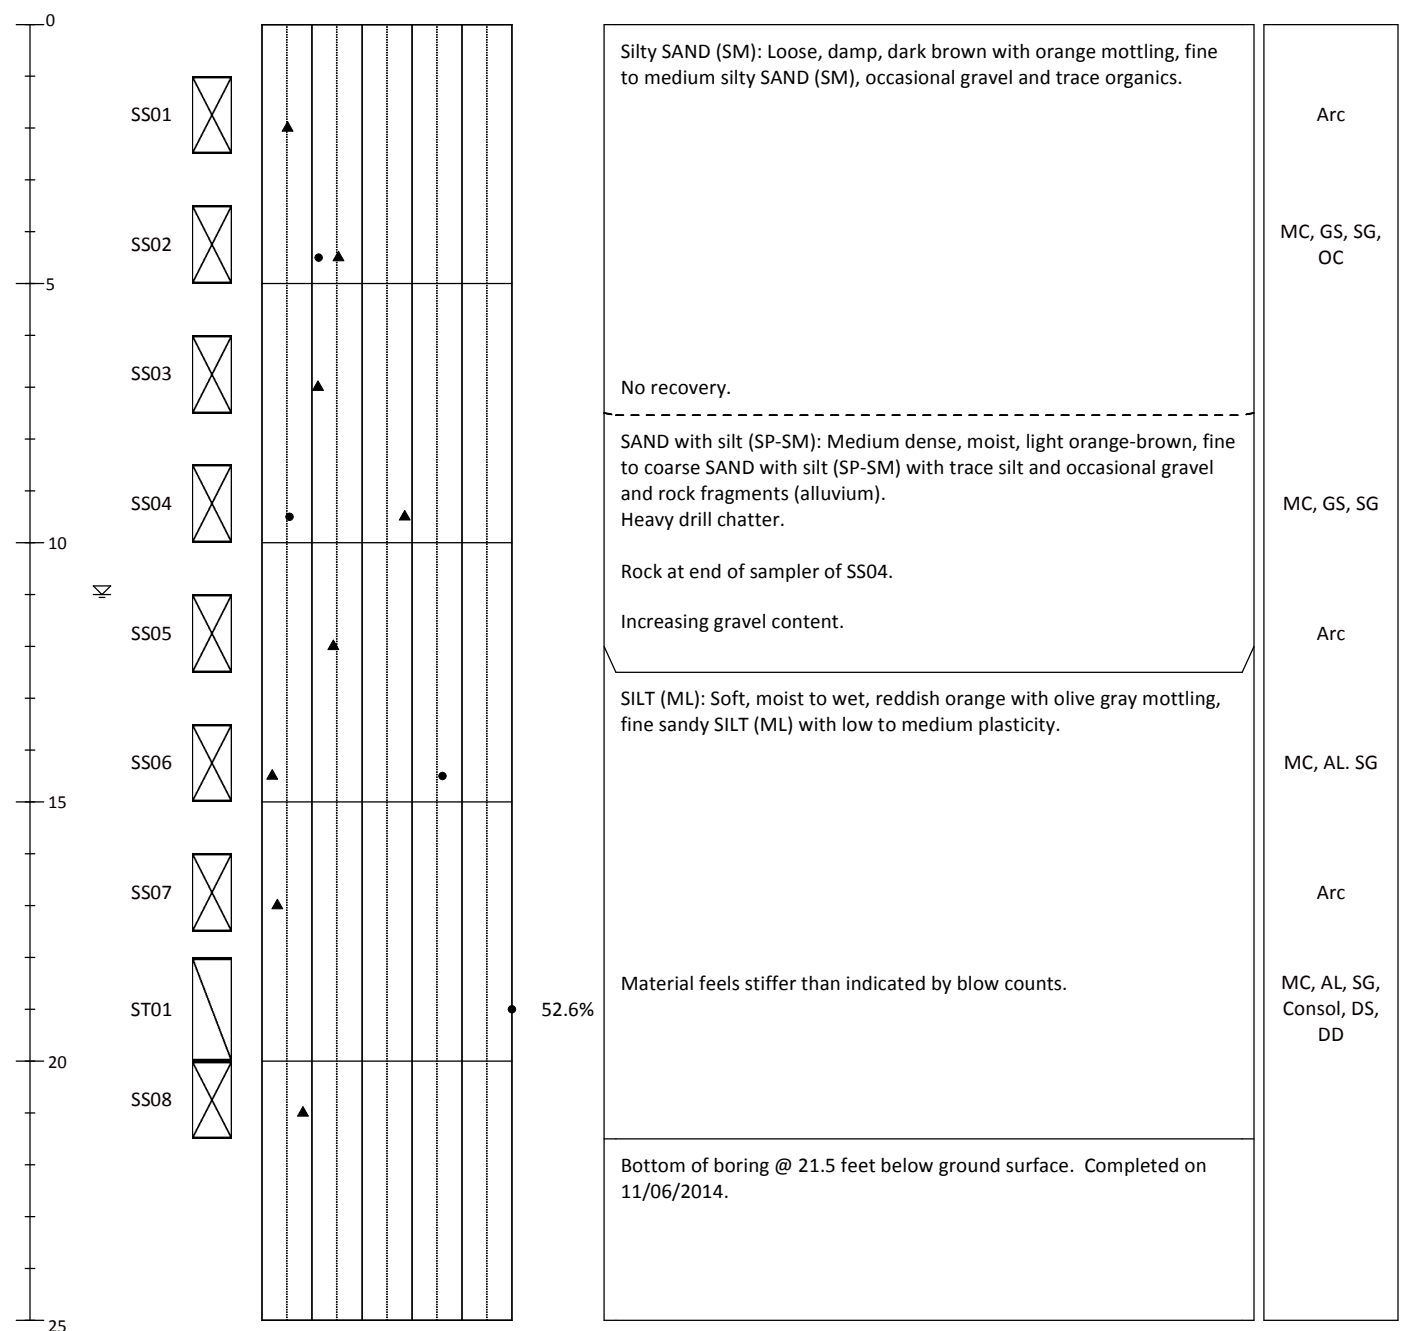 0
Silty SAND (SM): Loose, damp, dark brown with orange mottling, fine
to medium silty SAND (SM), occasional gravel and trace organics.
SS01
Arc
SS02
MC, GS, SG,
OC
5
SS03
No recovery.
SAND with silt (SP-SM): Medium dense, moist, light orange-brown, fine
to coarse SAND with silt (SP-SM) with trace silt and occasional gravel
and rock fragments (alluvium).
SS04
MC, GS, SG
Heavy drill chatter.
10
Rock at end of sampler of SS04.
Increasing gravel content.
SS05
Arc
SILT (ML): Soft, moist to wet, reddish orange with olive gray mottling,
fine sandy SILT (ML) with low to medium plasticity.
SS06
MC, AL. SG
15
SS07
Arc
Material feels stiffer than indicated by blow counts.
ST01
52.6%
MC, AL, SG,
Consol, DS,
DD
20
SS08
Bottom of boring @ 21.5 feet below ground surface.  Completed on
11/06/2014.
25